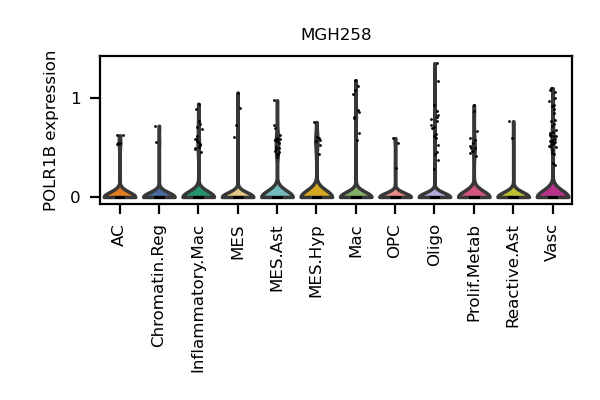 MGH258
POLR1B expression
1
0
AC
Chromatin.Reg
Inflammatory.Mac
MES
MES.Ast
MES.Hyp
Mac
OPC
Oligo
Prolif.Metab
Reactive.Ast
Vasc